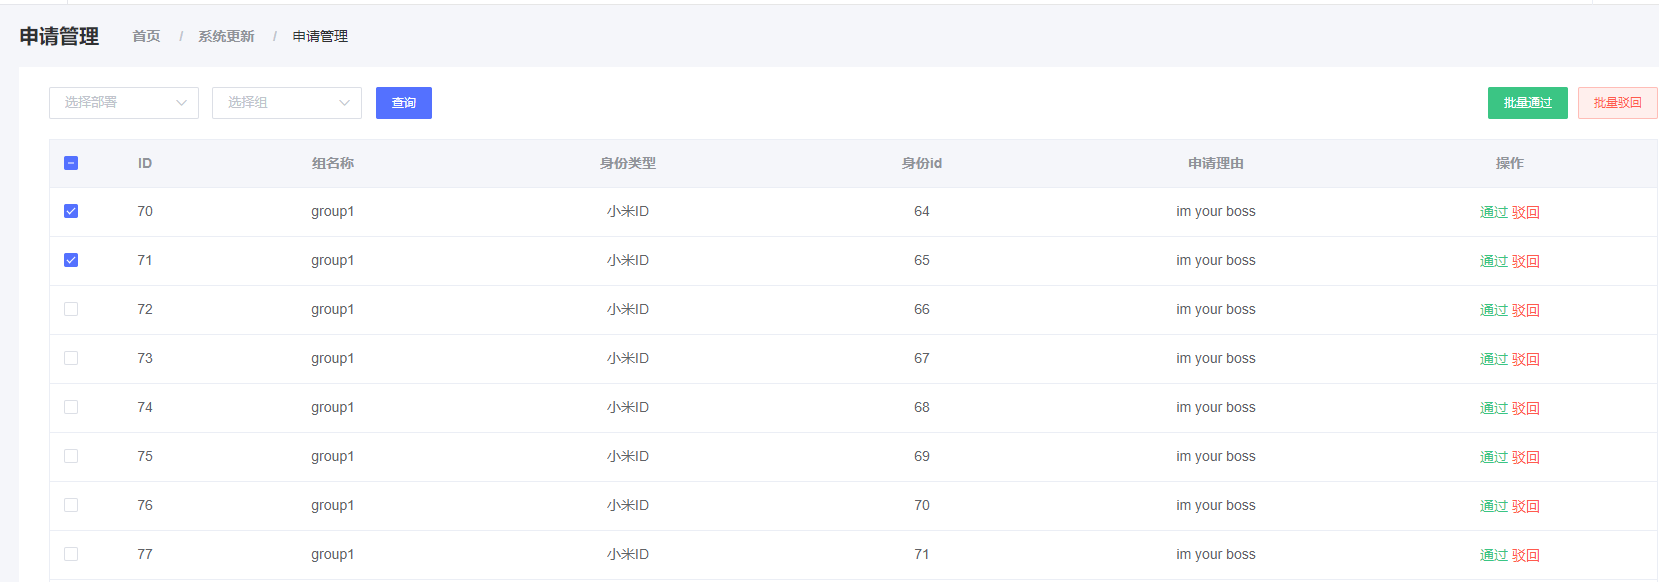 申请管理 首页 / 系统更新 / 申请管理
选择部署 选择组 查询 批量通过 批量驳回
ID 组名称 身份类型 身份id 申请理由 操作
70 group1 小米ID 64 im your boss 通过 驳回
71 group1 小米ID 65 im your boss 通过 驳回
72 group1 小米ID 66 im your boss 通过 驳回
73 group1 小米ID 67 im your boss 通过 驳回
74 group1 小米ID 68 im your boss 通过 驳回
75 group1 小米ID 69 im your boss 通过 驳回
76 group1 小米ID 70 im your boss 通过 驳回
77 group1 小米ID 71 im your boss 通过 驳回